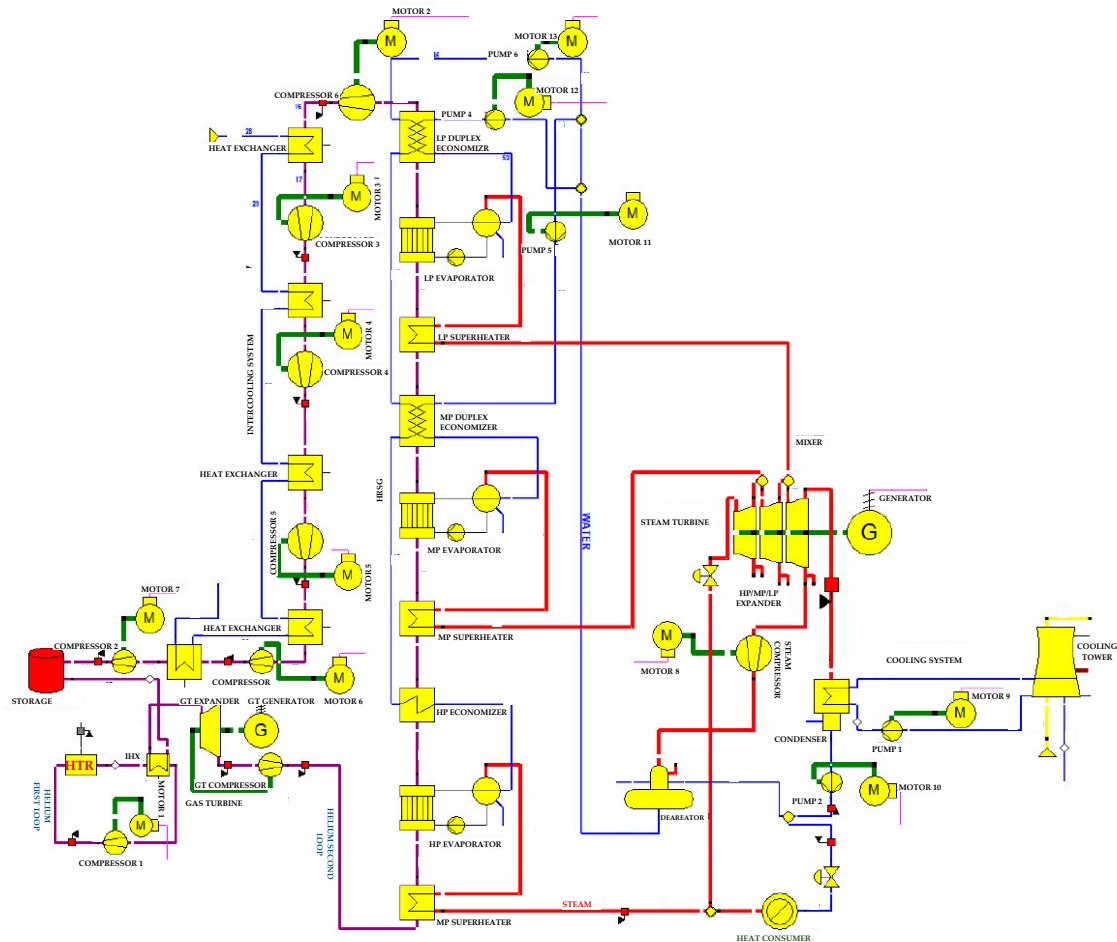 MOTOR 2
MOTOR 13
M
M
PUMP 6
COMPRESSOR 6
M
MOTOR 12
PUMP 4
28
HEAT EXCHANGER
LP DUPLEX
ECONOMIZR
17
M
MOTOR 3
29
COMPRESSOR 3
M
MOTOR 11
PUMP 5
LP EVAPORATOR
M
MOTOR 4
LP SUPERHEATER
INTERCOOLING SYSTEM
COMPRESSOR 4
MP DUPLEX
ECONOMIZER
MIXER
HEAT EXCHANGER
HRSG
GENERATOR
STEAM TURBINE
G
WATER
COMPRESSOR 5
MP EVAPORATOR
M
MOTOR 5
HP/MP/LP
EXPANDER
MOTOR 7
M
HEAT EXCHANGER
MP SUPERHEATER
M
MOTOR 8
STEAM
COMPRESSOR
COMPRESSOR 2
COOLING
TOWER
COOLING SYSTEM
COMPRESSOR
M
MOTOR 6
STORAGE
GT EXPANDER
GT GENERATOR
G
HP ECONOMIZER
MOTOR 9
M
CONDENSER
PUMP 1
IHX
HTR
MOTOR 1
GT COMPRESSOR
GAS TURBINE
M
MOTOR 10
PUMP 2
HELIUM
FIRST LOOP
M
DEAREATOR
HP EVAPORATOR
COMPRESSOR 1
HELIUM SECOND
LOOP
STEAM
MP SUPERHEATER
HEAT CONSUMER